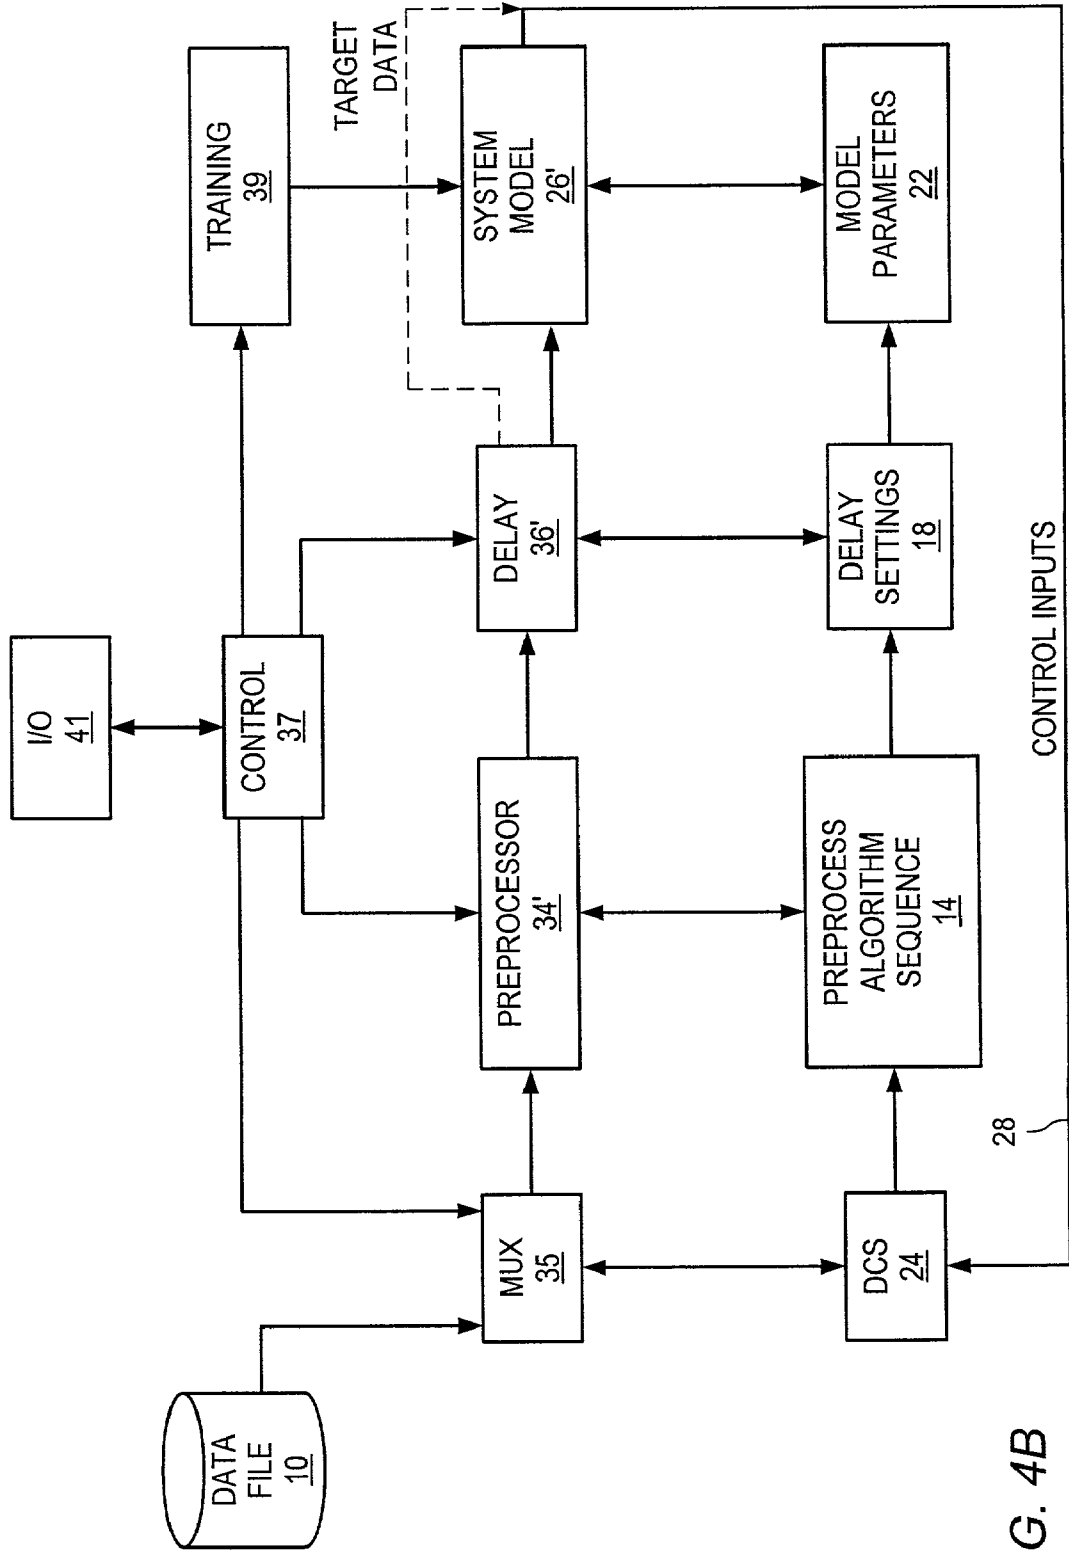 I/O
41
CONTROL
37
TRAINING
39
TARGET
DATA
DATA
FILE
10
MUX
35
PREPROCESSOR
34'
DELAY
36'
SYSTEM
MODEL
26'
DCS
24
PREPROCESS
ALGORITHM
SEQUENCE
14
DELAY
SETTINGS
18
MODEL
PARAMETERS
22
28
CONTROL INPUTS
G. 4B